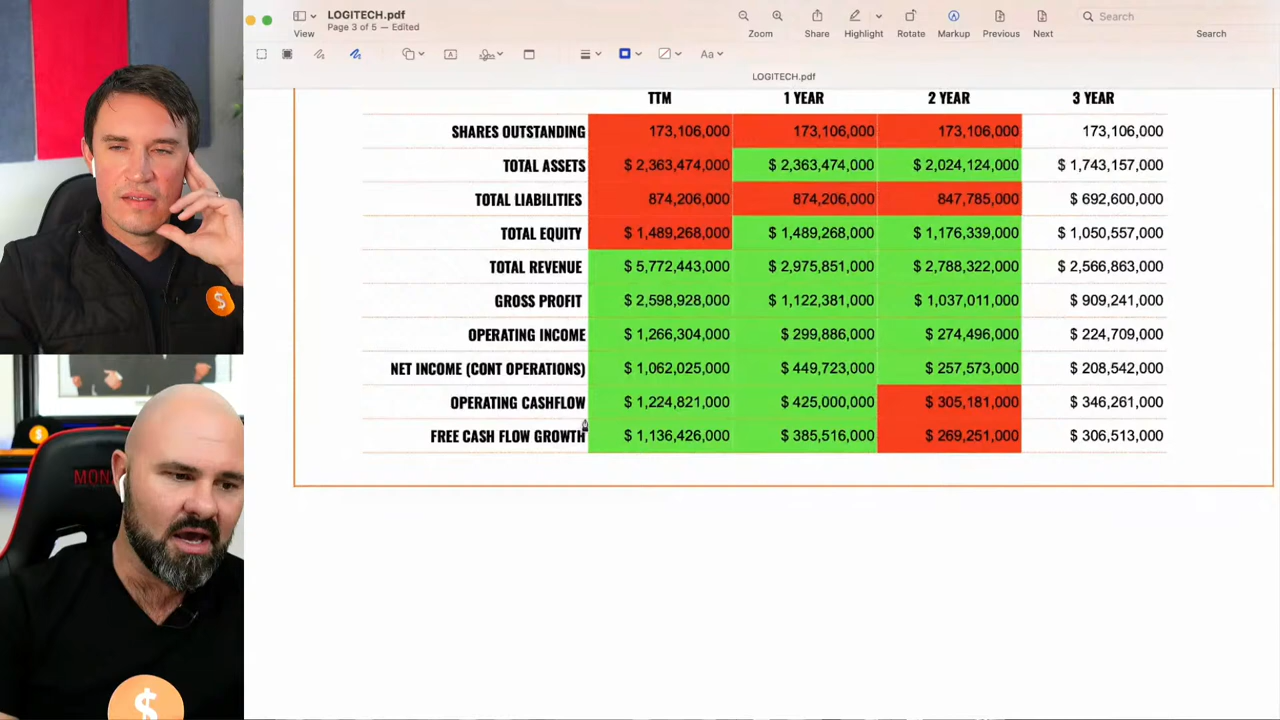 LOGITECH.pdf
Page 3 of 5 — Edited
View
Zoom
Share
Highlight
Rotate
Markup
Previous
Next
Search
Search
A
Aa
LOGITECH.pdf
TTM 1 YEAR 2 YEAR 3 YEAR
SHARES OUTSTANDING 173,106,000 173,106,000 173,106,000 173,106,000
TOTAL ASSETS $ 2,363,474,000 $ 2,363,474,000 $ 2,024,124,000 $ 1,743,157,000
TOTAL LIABILITIES 874,206,000 874,206,000 847,785,000 $ 692,600,000
TOTAL EQUITY $ 1,489,268,000 $ 1,489,268,000 $ 1,176,339,000 $ 1,050,557,000
TOTAL REVENUE $ 5,772,443,000 $ 2,975,851,000 $ 2,788,322,000 $ 2,566,863,000
GROSS PROFIT $ 2,598,928,000 $ 1,122,381,000 $ 1,037,011,000 $ 909,241,000
OPERATING INCOME $ 1,266,304,000 $ 299,886,000 $ 274,496,000 $ 224,709,000
NET INCOME (CONT OPERATIONS) $ 1,062,025,000 $ 449,723,000 $ 257,573,000 $ 208,542,000
OPERATING CASHFLOW $ 1,224,821,000 $ 425,000,000 $ 305,181,000 $ 346,261,000
FREE CASH FLOW GROWTH $ 1,136,426,000 $ 385,516,000 $ 269,251,000 $ 306,513,000
$
MON
$